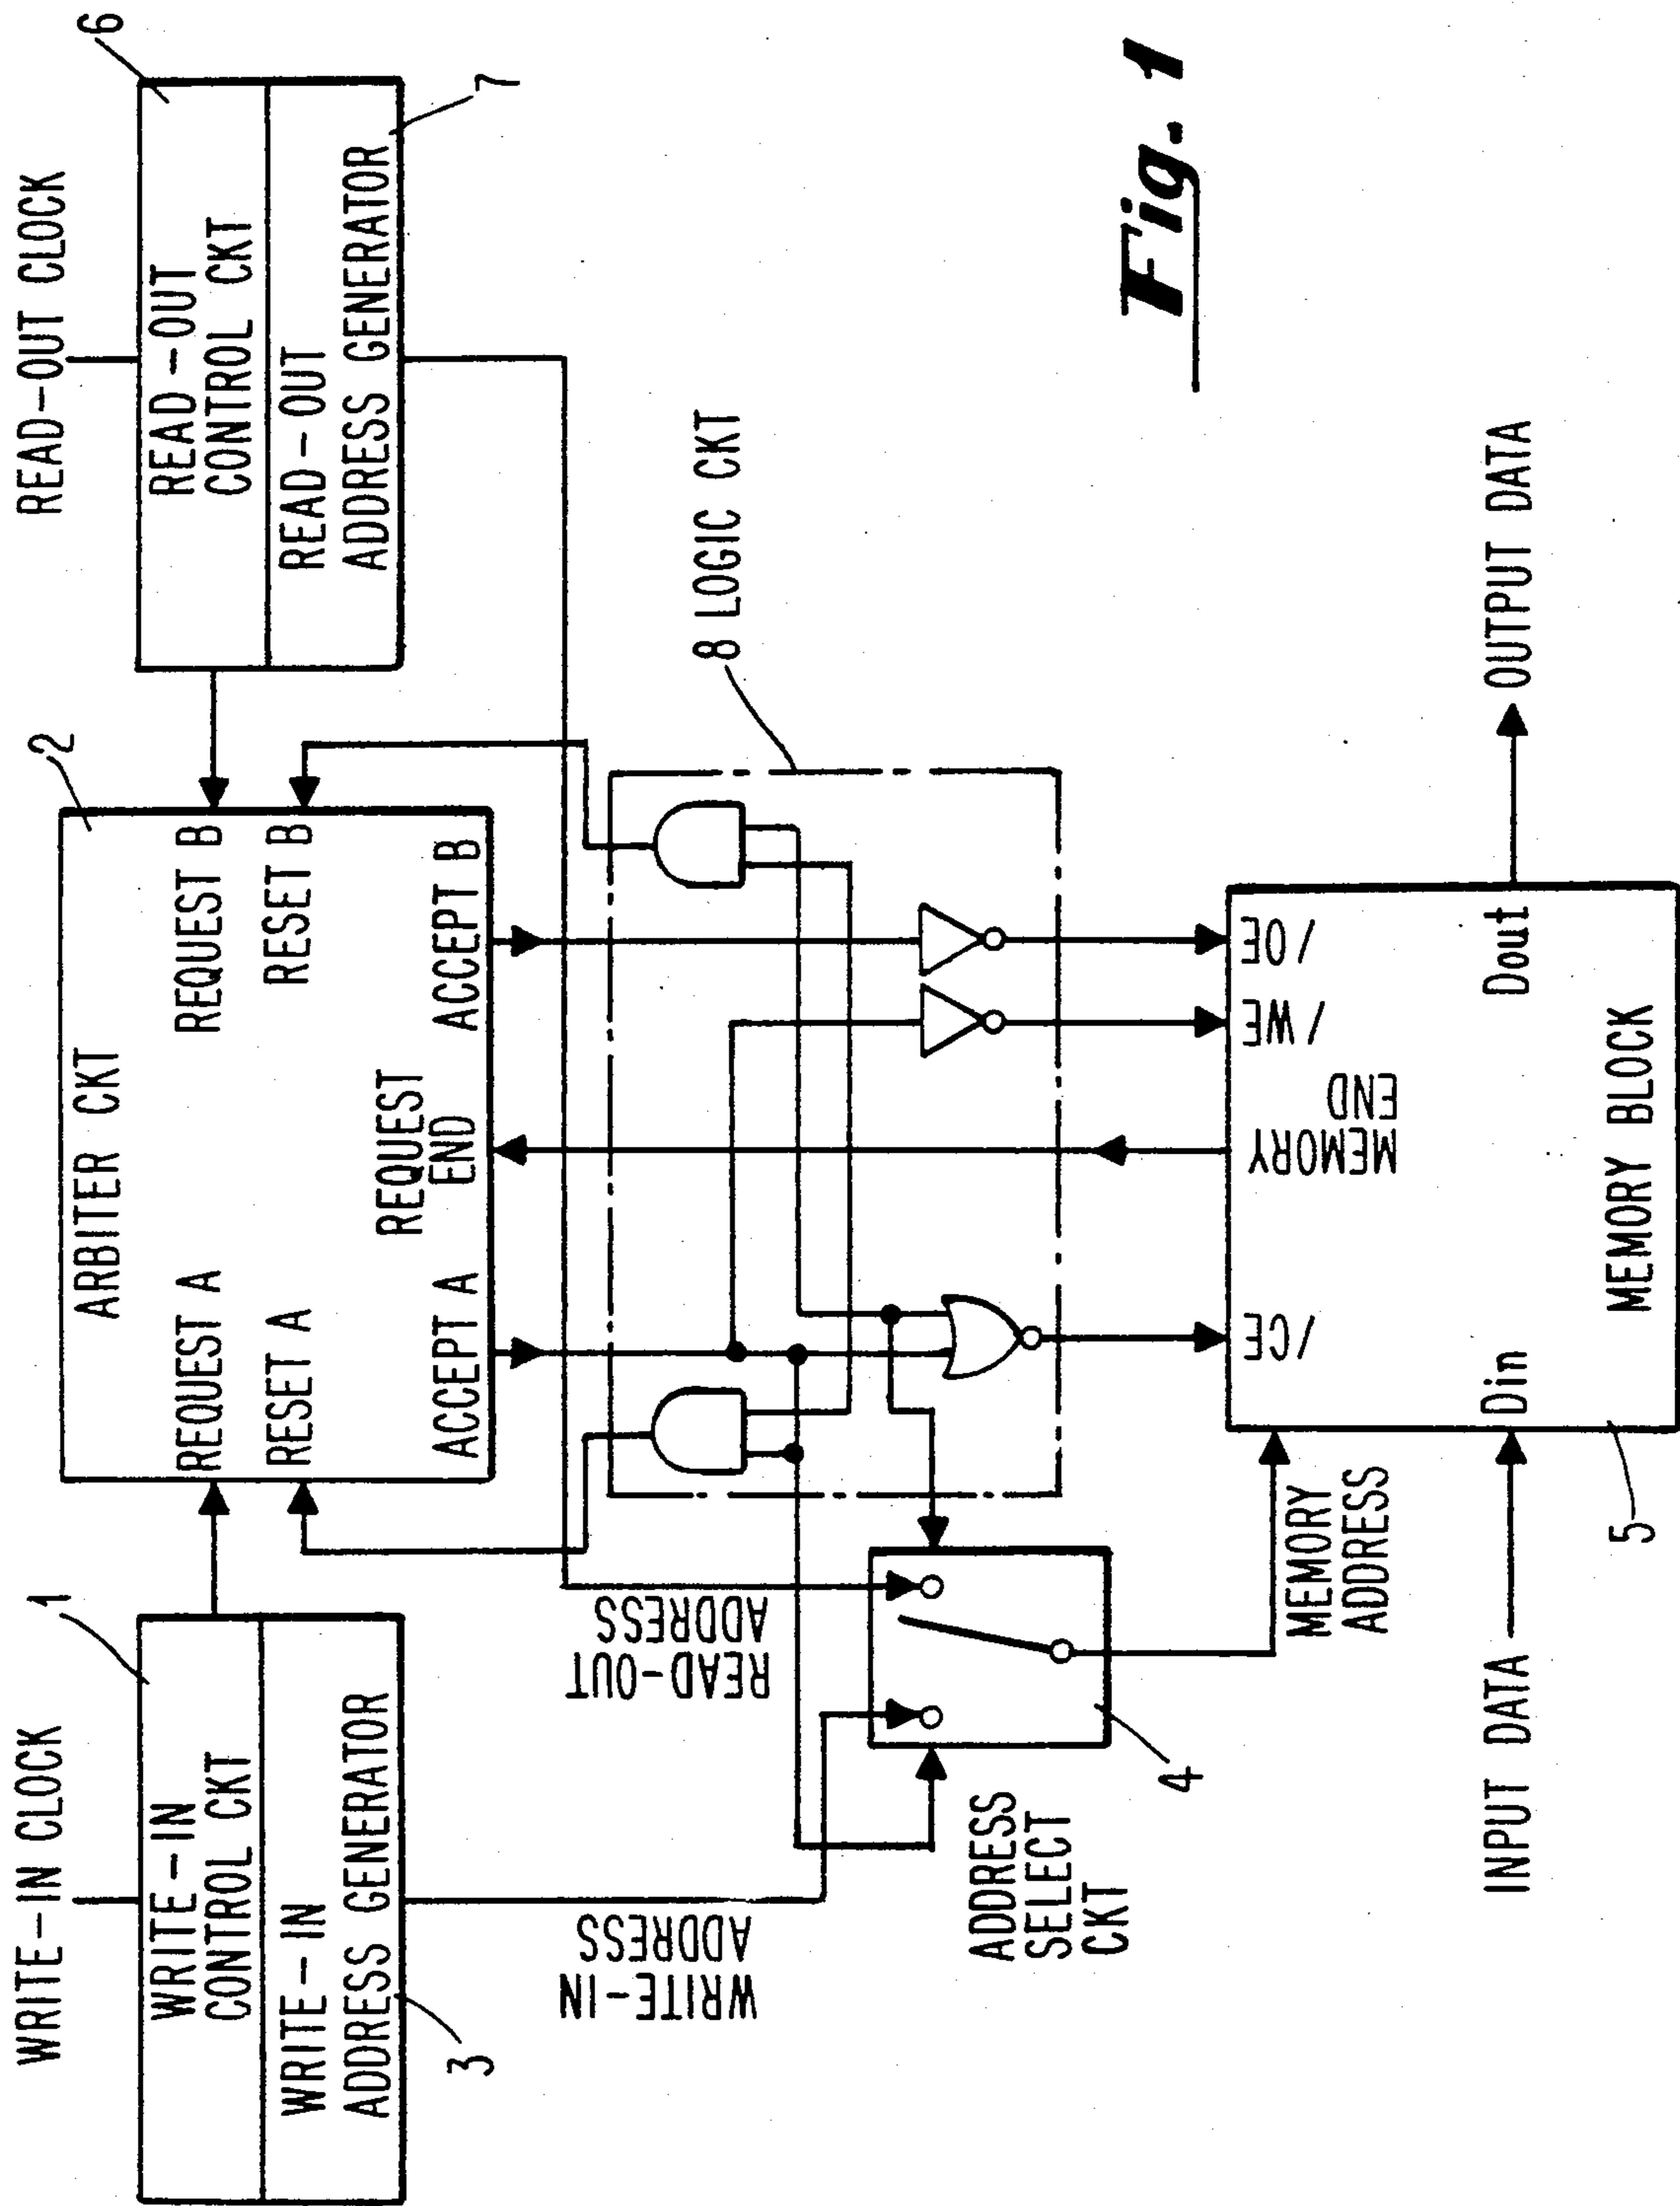 WRITE-IN CLOCK
READ-OUT CLOCK
1
WRITE-IN
CONTROL CKT
WRITE-IN
ADDRESS GENERATOR
3
2
ARBITER CKT
REQUEST A
REQUEST B
RESET A
RESET B
REQUEST
END
ACCEPT A
ACCEPT B
6
READ-OUT
CONTROL CKT
READ-OUT
ADDRESS GENERATOR
7
WRITE-IN
ADDRESS
READ-OUT
ADDRESS
8 LOGIC CKT
ADDRESS
SELECT
CKT
4
MEMORY
ADDRESS
/CE
MEMORY
END
/WE
/OE
Din
Dout
MEMORY BLOCK
5
INPUT DATA
OUTPUT DATA
Fig. 1